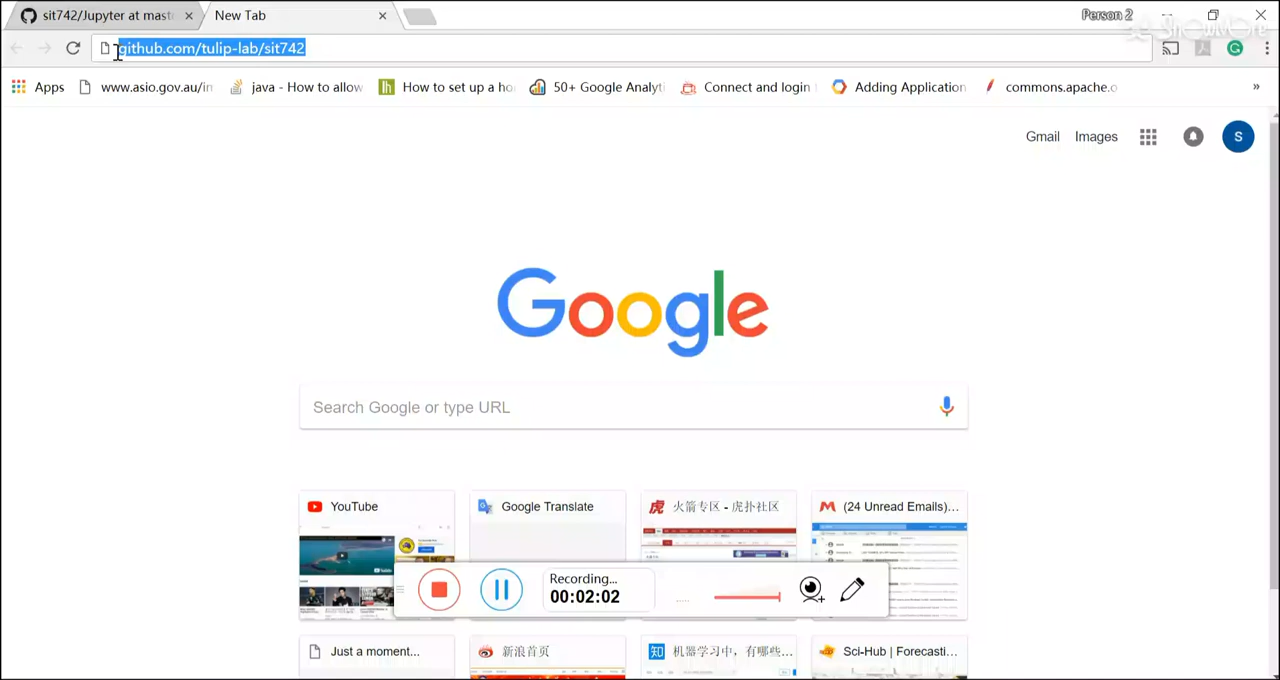 sit742/Jupyter at mast
New Tab
Person 2
ShowMore
github.com/tulip-lab/sit742
Apps
www.asio.gov.au/in
java - How to allow
How to set up a ho
50+ Google Analyti
Connect and login
Adding Application
commons.apache.o
»
Gmail
Images
S
Google
Search Google or type URL
YouTube
Google Translate
火箭专区 - 虎扑社区
(24 Unread Emails)...
Recording...
00:02:02
Just a moment...
新浪首页
知 机器学习中，有哪些...
Sci-Hub | Forecasti...